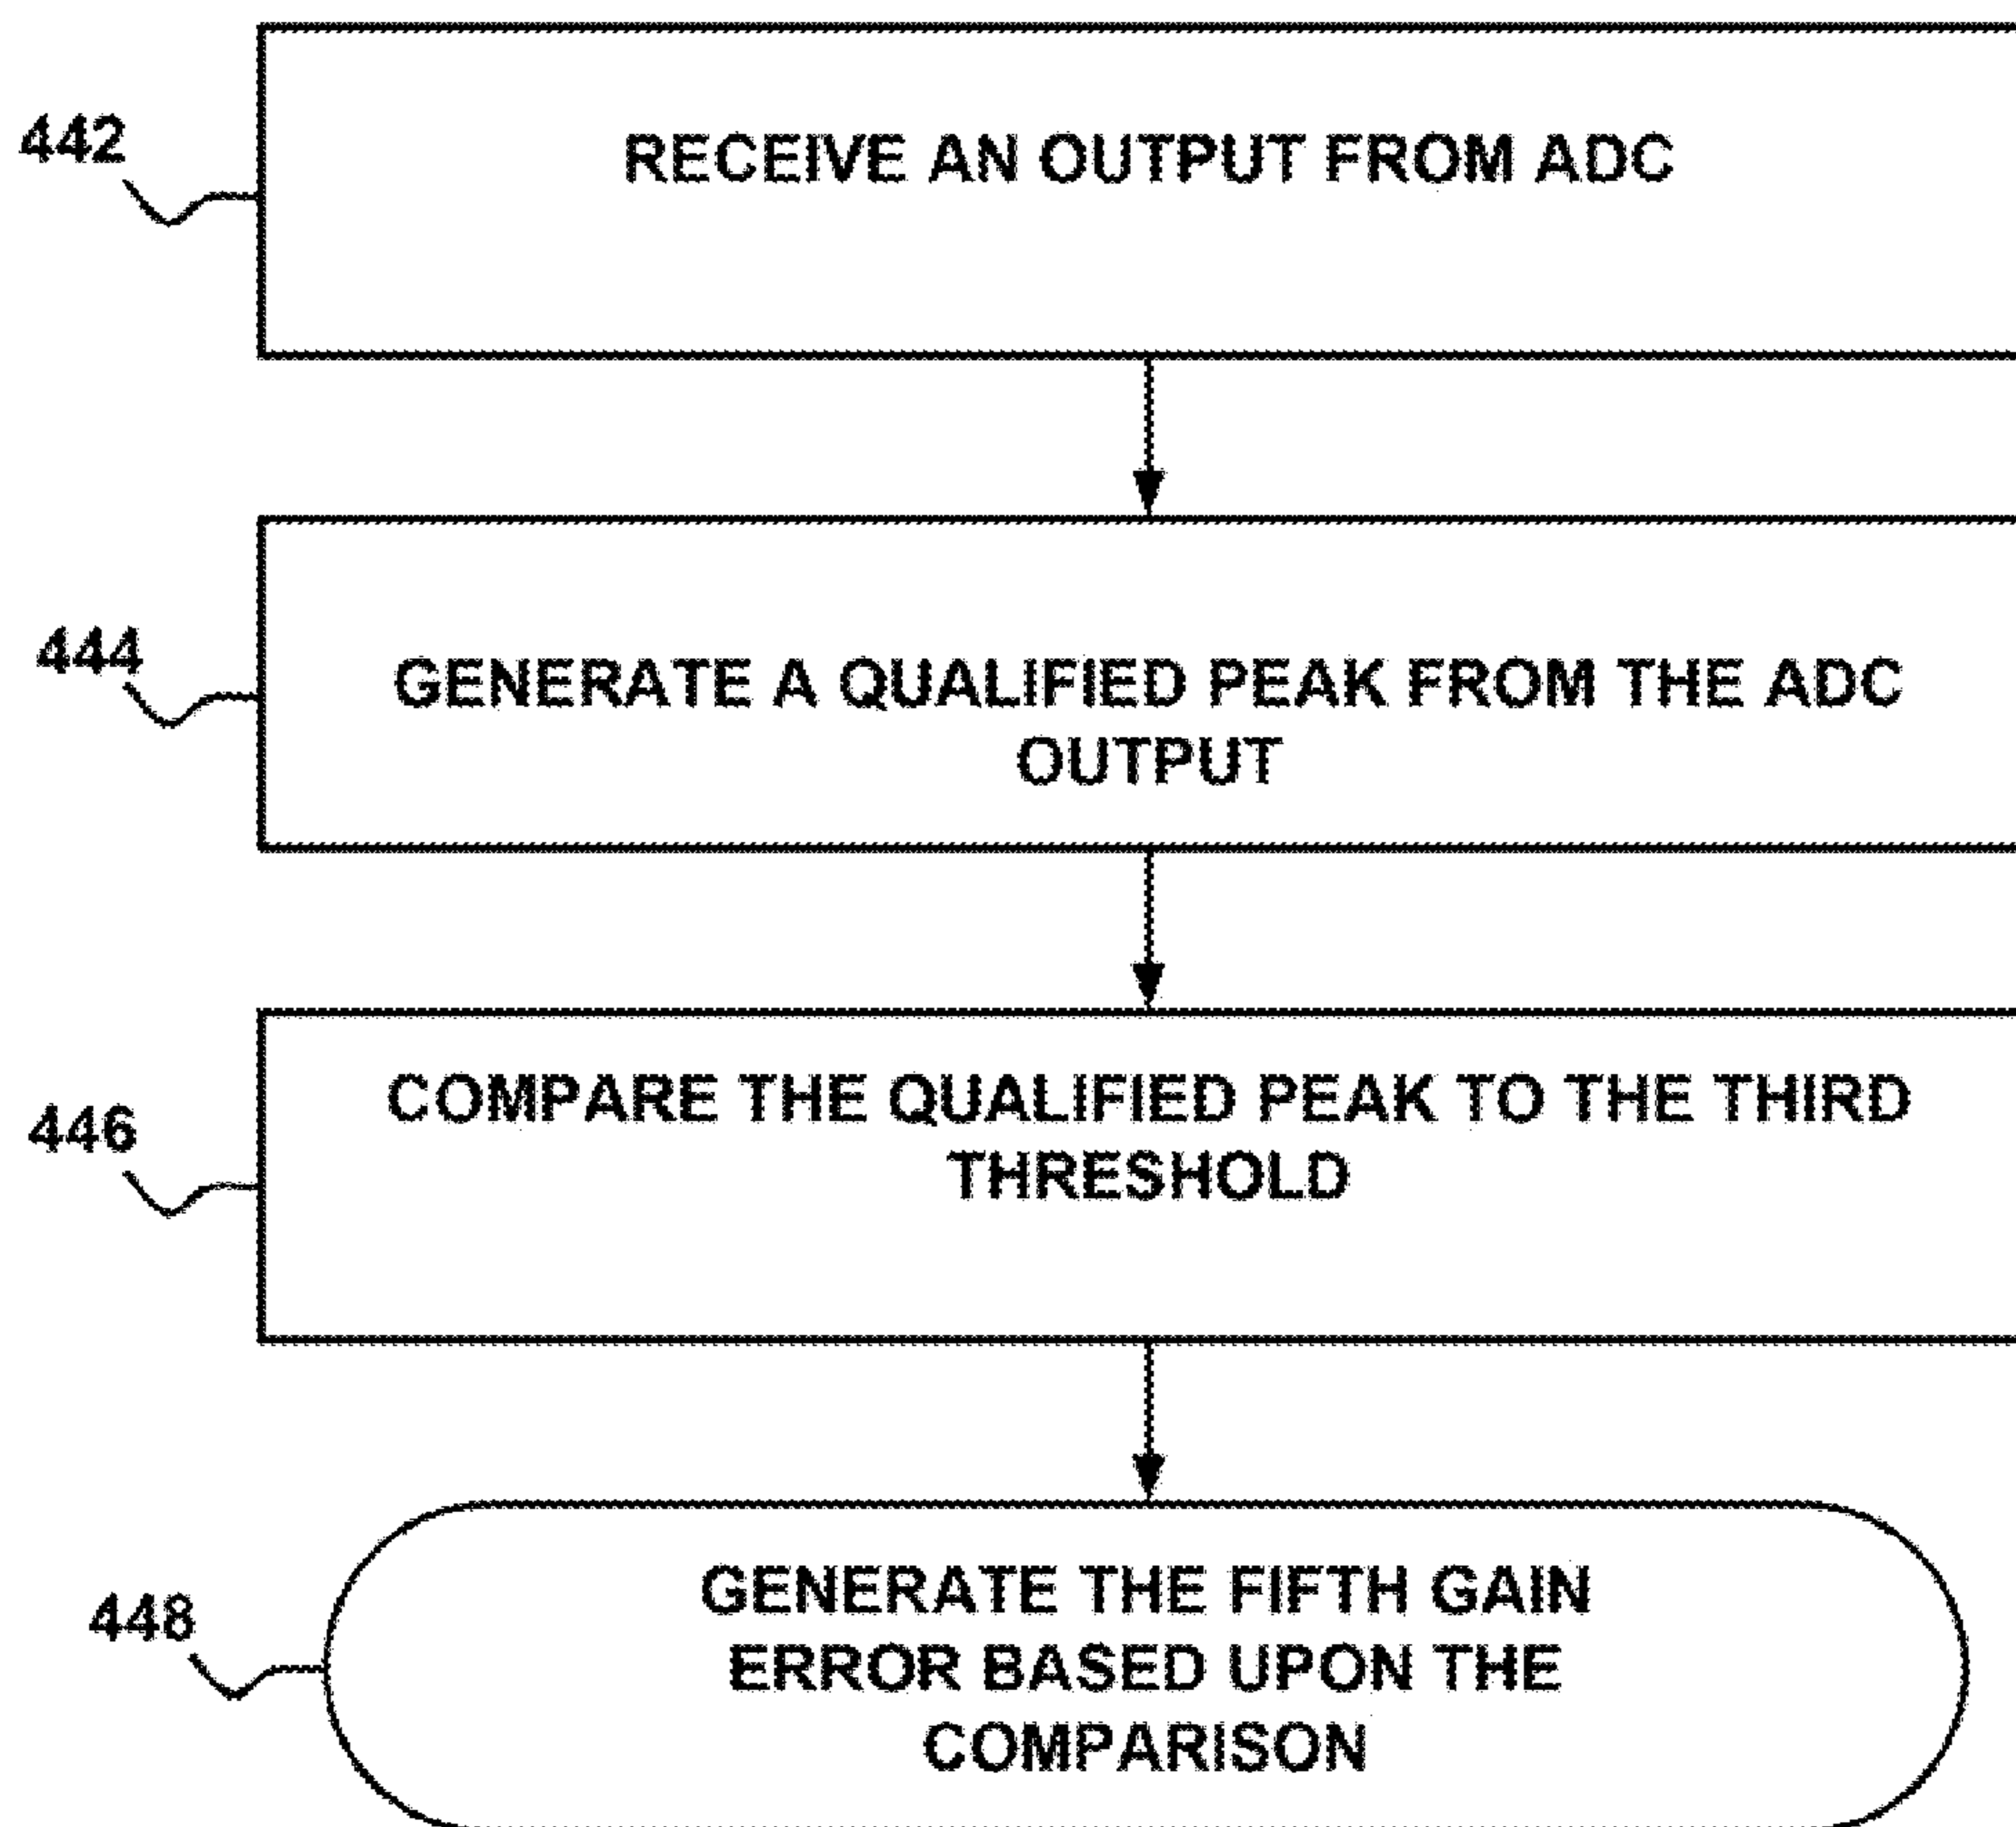 442
RECEIVE AN OUTPUT FROM ADC
444
GENERATE A QUALIFIED PEAK FROM THE ADC
OUTPUT
446
COMPARE THE QUALIFIED PEAK TO THE THIRD
THRESHOLD
448
GENERATE THE FIFTH GAIN
ERROR BASED UPON THE
COMPARISON